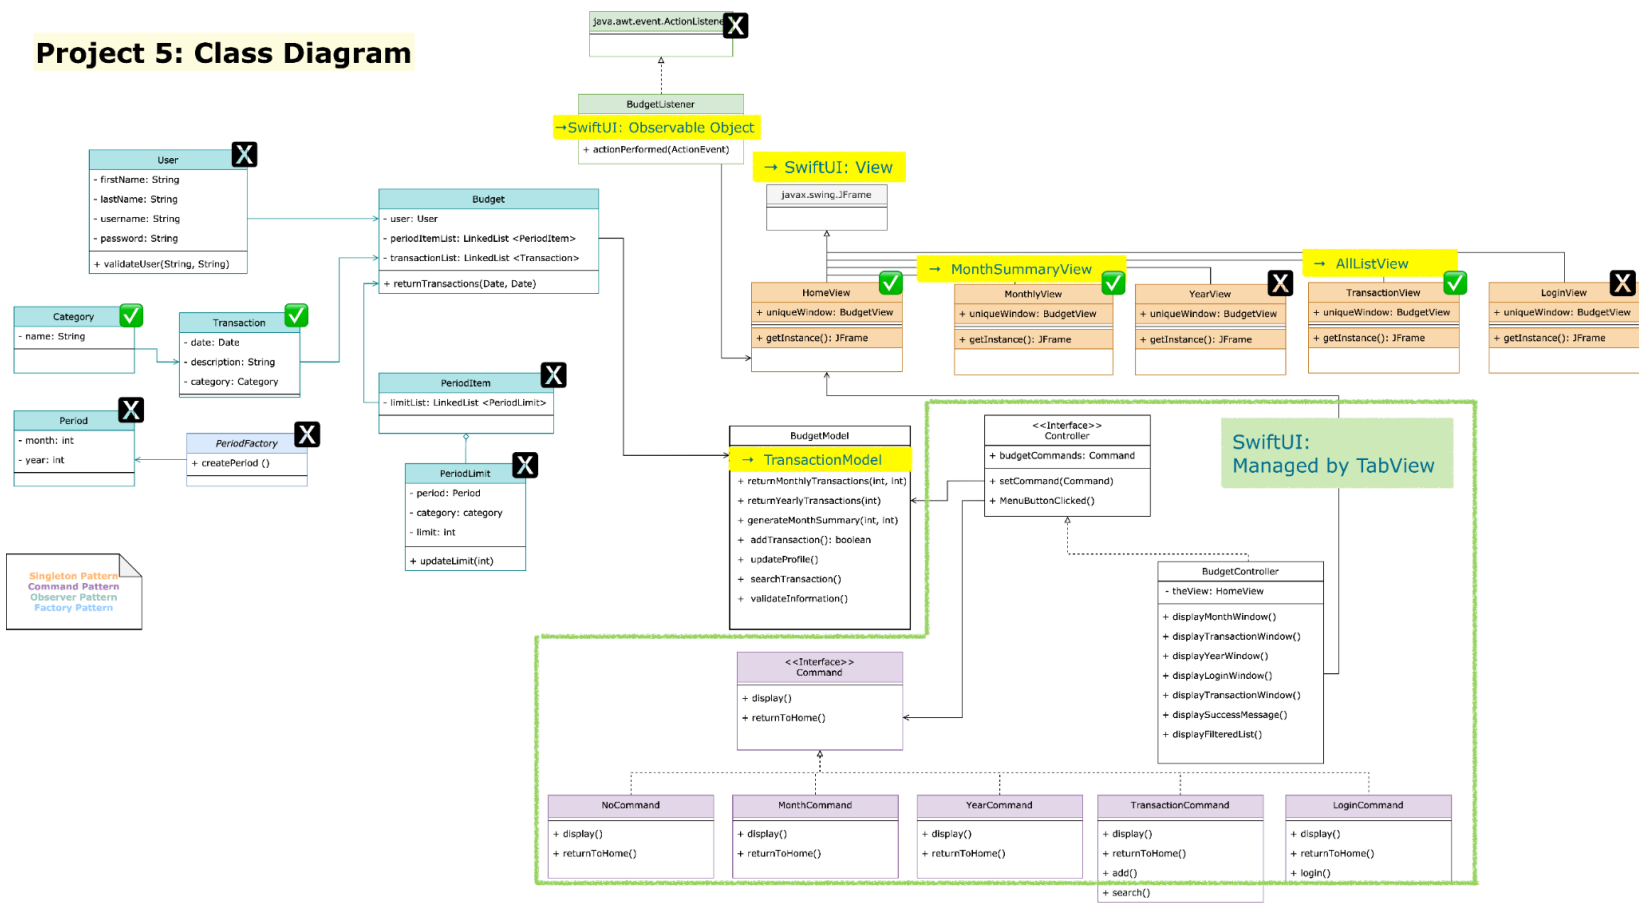 Project 5: Class Diagram
java.awt.event.ActionListene
X
BudgetListener
→SwiftUI: Observable Object
+ actionPerformed(ActionEvent)
→ SwiftUI: View
javax.swing.JFrame
User
X
- firstName: String
- lastName: String
- username: String
- password: String
+ validateUser(String, String)
Budget
- user: User
- periodItemList: LinkedList <PeriodItem>
- transactionList: LinkedList <Transaction>
+ returnTransactions(Date, Date)
Category
- name: String
Transaction
- date: Date
- description: String
- category: Category
Period
X
- month: int
- year: int
PeriodFactory
X
+ createPeriod ()
PeriodItem
X
- limitList: LinkedList <PeriodLimit>
PeriodLimit
X
- period: Period
- category: category
- limit: int
+ updateLimit(int)
Singleton Pattern
Command Pattern
Observer Pattern
Factory Pattern
HomeView
+ uniqueWindow: BudgetView
+ getInstance(): JFrame
→ MonthSummaryView
MonthlyView
+ uniqueWindow: BudgetView
+ getInstance(): JFrame
YearView
X
+ uniqueWindow: BudgetView
+ getInstance(): JFrame
→ AllListView
TransactionView
+ uniqueWindow: BudgetView
+ getInstance(): JFrame
LoginView
X
+ uniqueWindow: BudgetView
+ getInstance(): JFrame
BudgetModel
→ TransactionModel
+ returnMonthlyTransactions(int, int)
+ returnYearlyTransactions(int)
+ generateMonthSummary(int, int)
+ addTransaction(): boolean
+ updateProfile()
+ searchTransaction()
+ validateInformation()
<<Interface>>
Controller
+ budgetCommands: Command
+ setCommand(Command)
+ MenuButtonClicked()
SwiftUI:
Managed by TabView
BudgetController
- theView: HomeView
+ displayMonthWindow()
+ displayTransactionWindow()
+ displayYearWindow()
+ displayLoginWindow()
+ displayTransactionWindow()
+ displaySuccessMessage()
+ displayFilteredList()
<<Interface>>
Command
+ display()
+ returnToHome()
NoCommand
+ display()
+ returnToHome()
MonthCommand
+ display()
+ returnToHome()
YearCommand
+ display()
+ returnToHome()
TransactionCommand
+ display()
+ returnToHome()
+ add()
+ search()
LoginCommand
+ display()
+ returnToHome()
+ login()